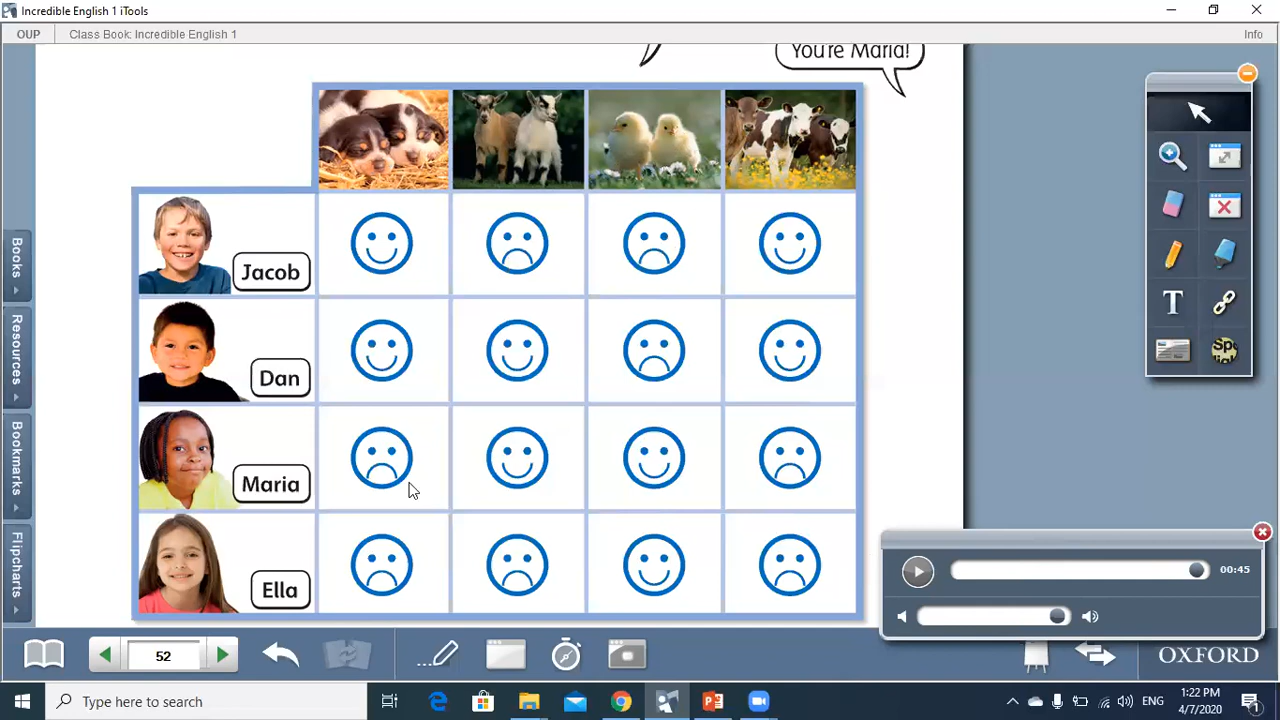 Incredible English 1 iTools
OUP
Class Book: Incredible English 1
Info
You're Maria!
Jacob
Dan
Maria
Ella
Books
Resources
Bookmarks
Flipcharts
T
00:45
52
OXFORD
Type here to search
ENG
1:22 PM
4/7/2020